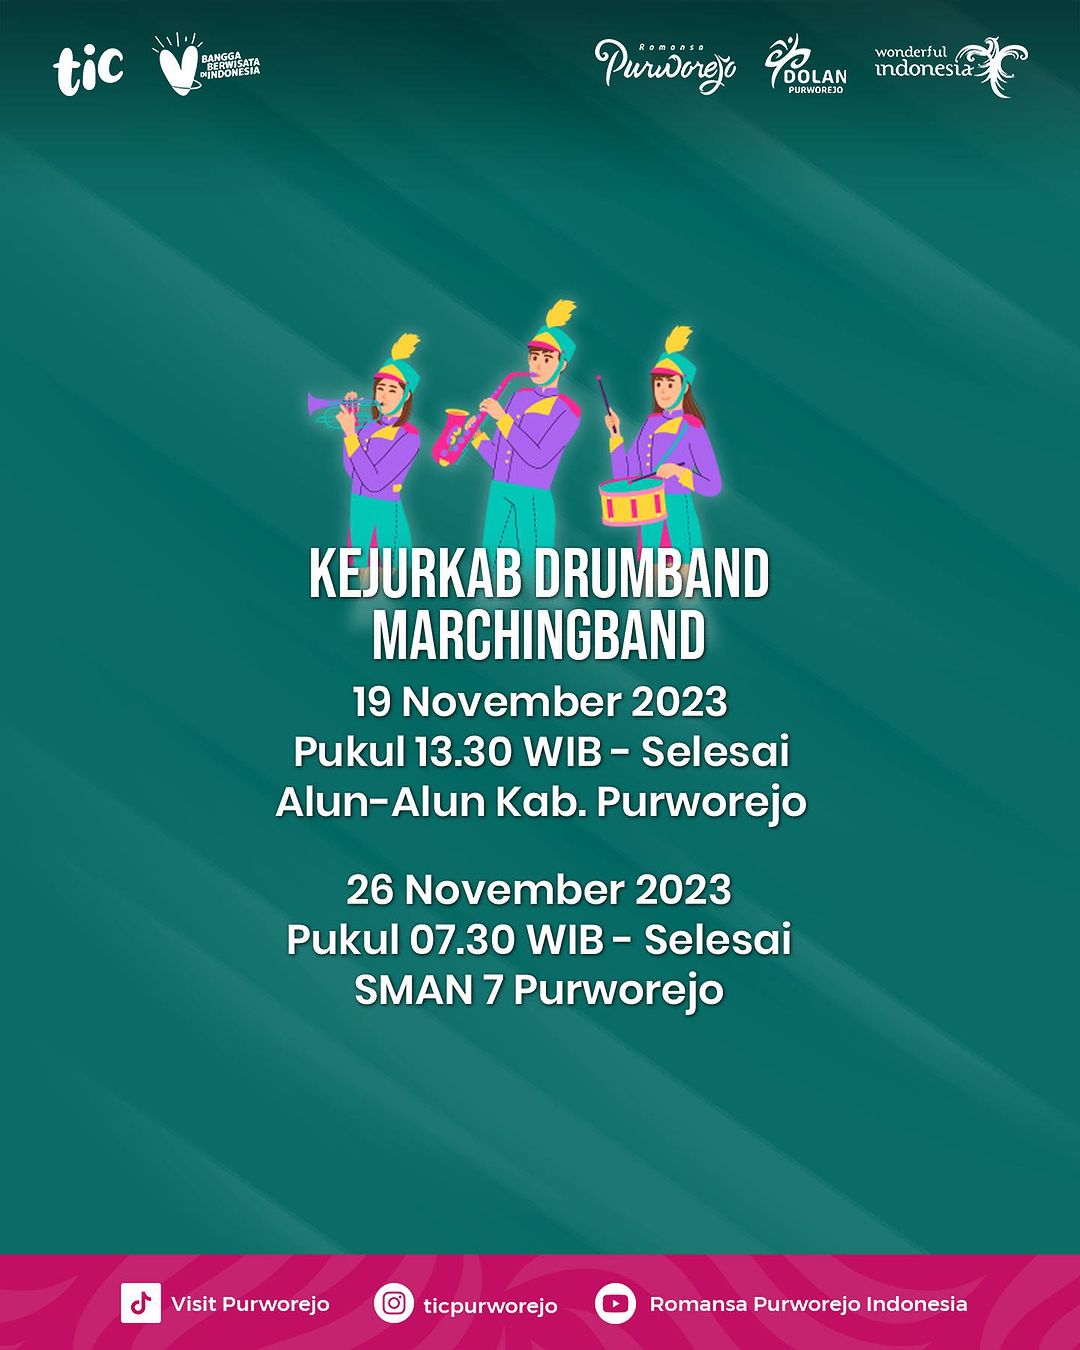 tic
BANGGA
BERWISATA
DI INDONESIA
Romansa
Purworejo
DOLAN
PURWOREJO
wonderful
indonesia
KEJURKAB DRUMBAND
MARCHINGBAND
19 November 2023
Pukul 13.30 WIB - Selesai
Alun-Alun Kab. Purworejo
26 November 2023
Pukul 07.30 WIB - Selesai
SMAN 7 Purworejo
Visit Purworejo
ticpurworejo
Romansa Purworejo Indonesia